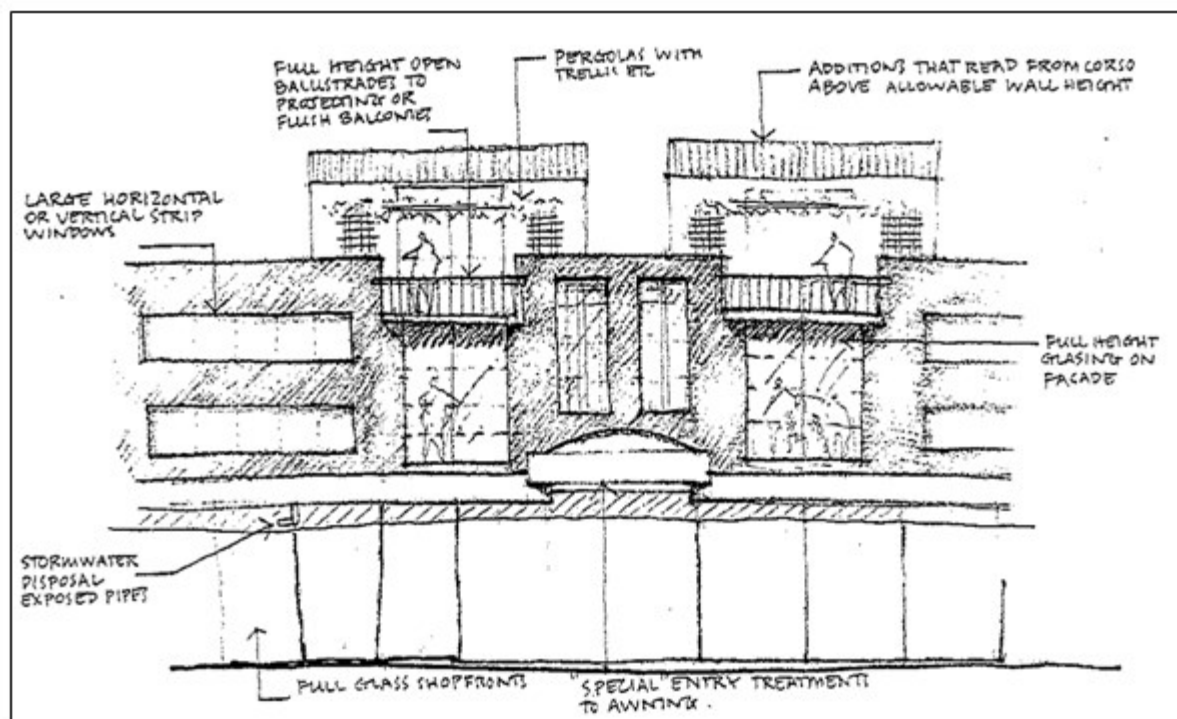 FULL HEIGHT OPEN
BALUSTRADES TO
PROJECTING OR
FLUSH BALCONIES
PERGOLAS WITH
TRELLIS ETC
ADDITIONS THAT READ FROM CORSO
ABOVE ALLOWABLE WALL HEIGHT
LARGE HORIZONTAL
OR VERTICAL STRIP
WINDOWS
FULL HEIGHT
GLASING ON
FACADE
STORMWATER
DISPOSAL
EXPOSED PIPES
FULL GLASS SHOPFRONTS
"SPECIAL" ENTRY TREATMENTS
TO AWNING.